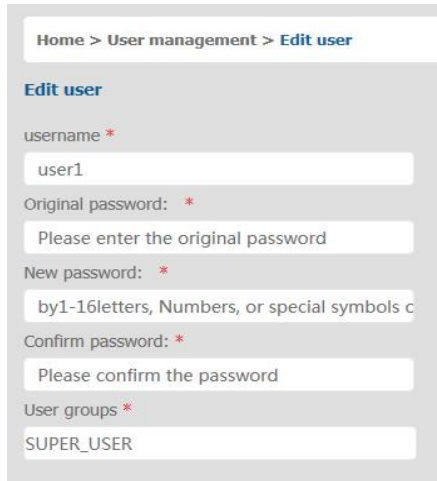 Home > User management > Edit user
Edit user
username *
user1
Original password: *
Please enter the original password
New password: *
by1-16letters, Numbers, or special symbols c
Confirm password: *
Please confirm the password
User groups *
SUPER_USER